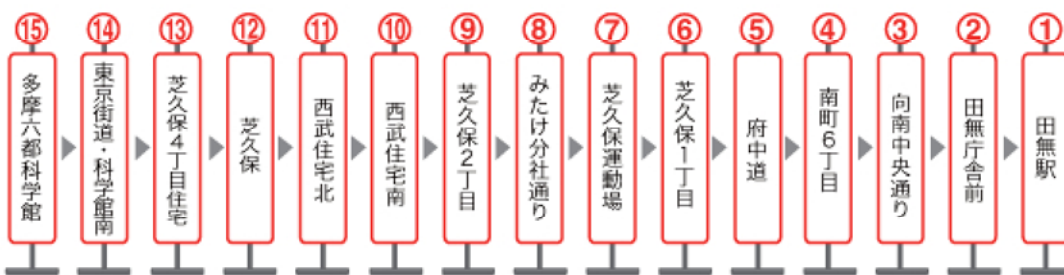 ⑮ ⑭ ⑬ ⑫ ⑪ ⑩ ⑨ ⑧ ⑦ ⑥ ⑤ ④ ③ ② ①
多摩六都科学館
東京街道・科学館南
芝久保4丁目住宅
芝久保
西武住宅北
西武住宅南
芝久保2丁目
みたけ分社通り
芝久保運動場
芝久保1丁目
府中道
南町6丁目
向南中央通り
田無庁舎前
田無駅